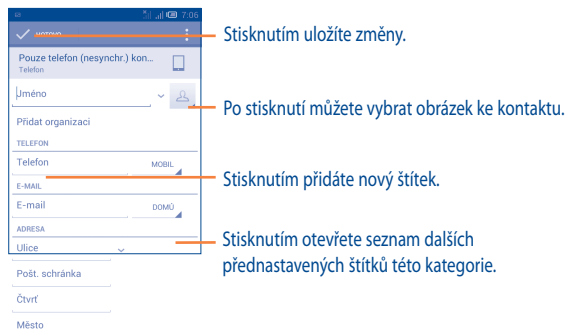 7:06
HOTOVO
Stisknutím uložíte změny.
Pouze telefon (nesynchr.) kon...
Telefon
Jméno
Po stisknutí můžete vybrat obrázek ke kontaktu.
Přidat organizaci
TELEFON
Telefon MOBIL
Stisknutím přidáte nový štítek.
E-MAIL
E-mail DOMŮ
ADRESA
Stisknutím otevřete seznam dalších
přednastavených štítků této kategorie.
Ulice
Pošt. schránka
Čtvrť
Město